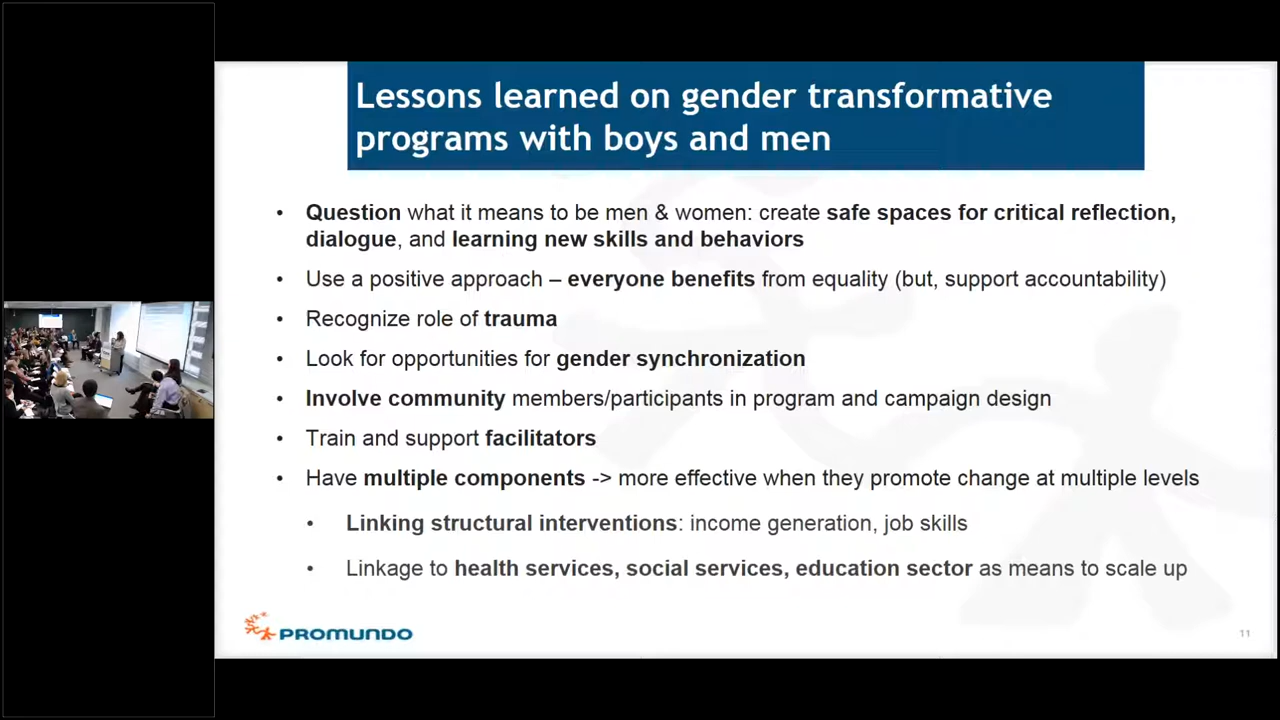 Lessons learned on gender transformative
programs with boys and men
• Question what it means to be men & women: create safe spaces for critical reflection,
dialogue, and learning new skills and behaviors
• Use a positive approach – everyone benefits from equality (but, support accountability)
• Recognize role of trauma
• Look for opportunities for gender synchronization
• Involve community members/participants in program and campaign design
• Train and support facilitators
• Have multiple components -> more effective when they promote change at multiple levels
• Linking structural interventions: income generation, job skills
• Linkage to health services, social services, education sector as means to scale up
PROMUNDO
11